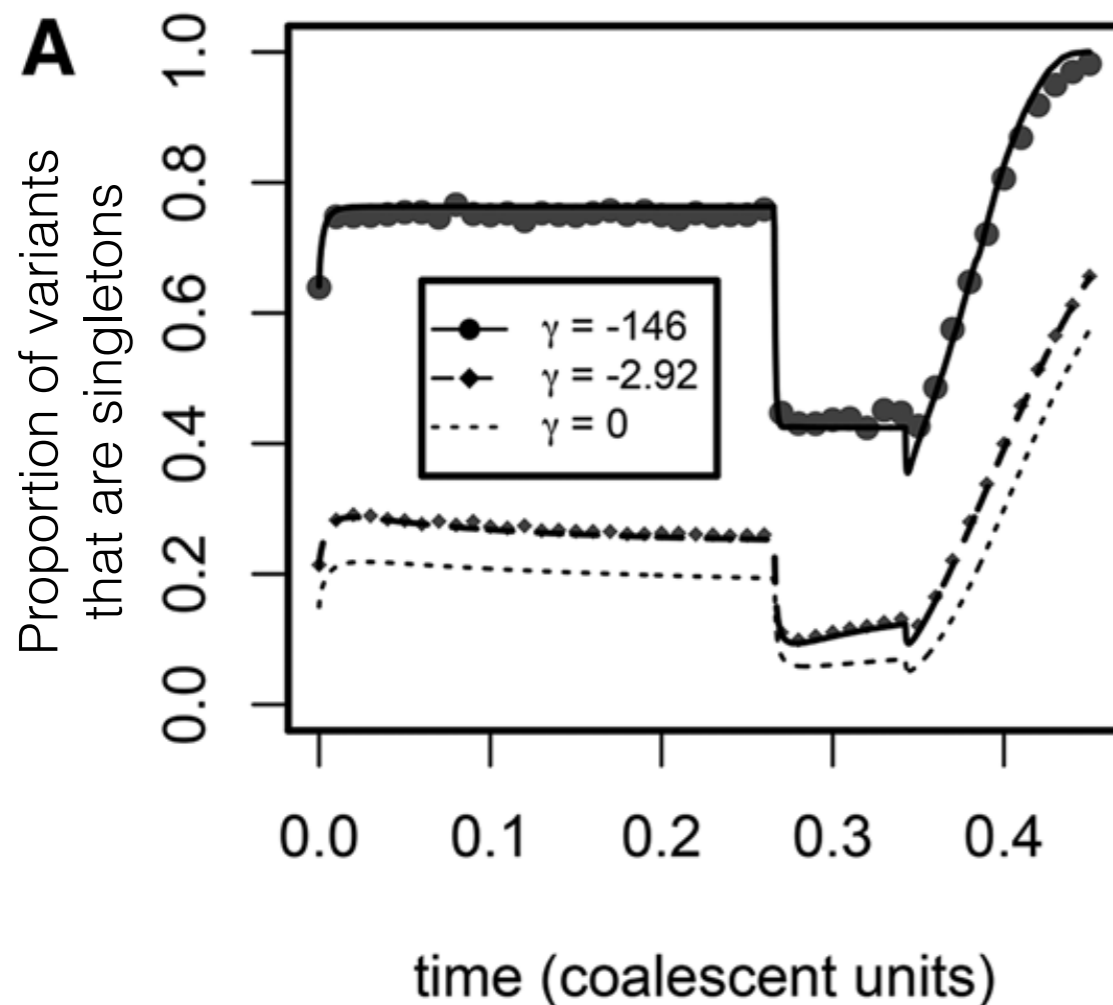 A
Proportion of variants
that are singletons
1.0
0.8
0.6
0.4
0.2
0.0
γ = -146
γ = -2.92
γ = 0
0.0 0.1 0.2 0.3 0.4
time (coalescent units)